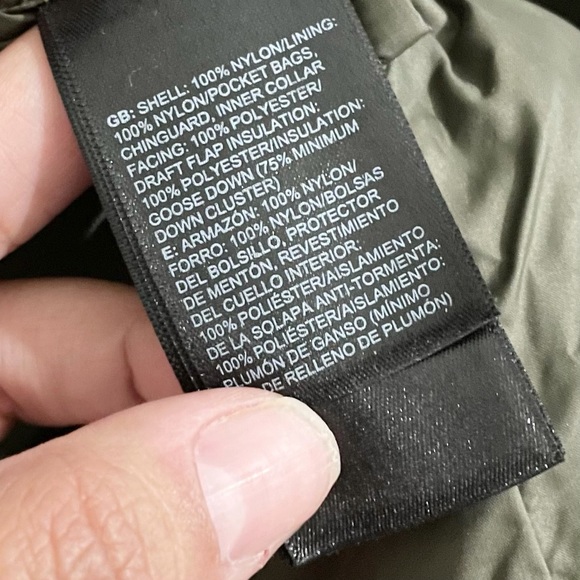 GB: SHELL: 100% NYLON/LINING:
100% NYLON/POCKET BAGS,
CHINGUARD, INNER COLLAR
FACING: 100% POLYESTER/
DRAFT FLAP INSULATION:
100% POLYESTER/INSULATION:
GOOSE DOWN (75% MINIMUM
DOWN CLUSTER)
E: ARMAZÓN: 100% NYLON/
FORRO: 100% NYLON/BOLSAS
DEL BOLSILLO, PROTECTOR
DE MENTÓN, REVESTIMIENTO
DEL CUELLO INTERIOR:
100% POLIÉSTER/AISLAMIENTO
DE LA SOLAPA ANTI-TORMENTA:
100% POLIÉSTER/AISLAMIENTO:
PLUMÓN DE GANSO (MÍNIMO
DE RELLENO DE PLUMÓN)